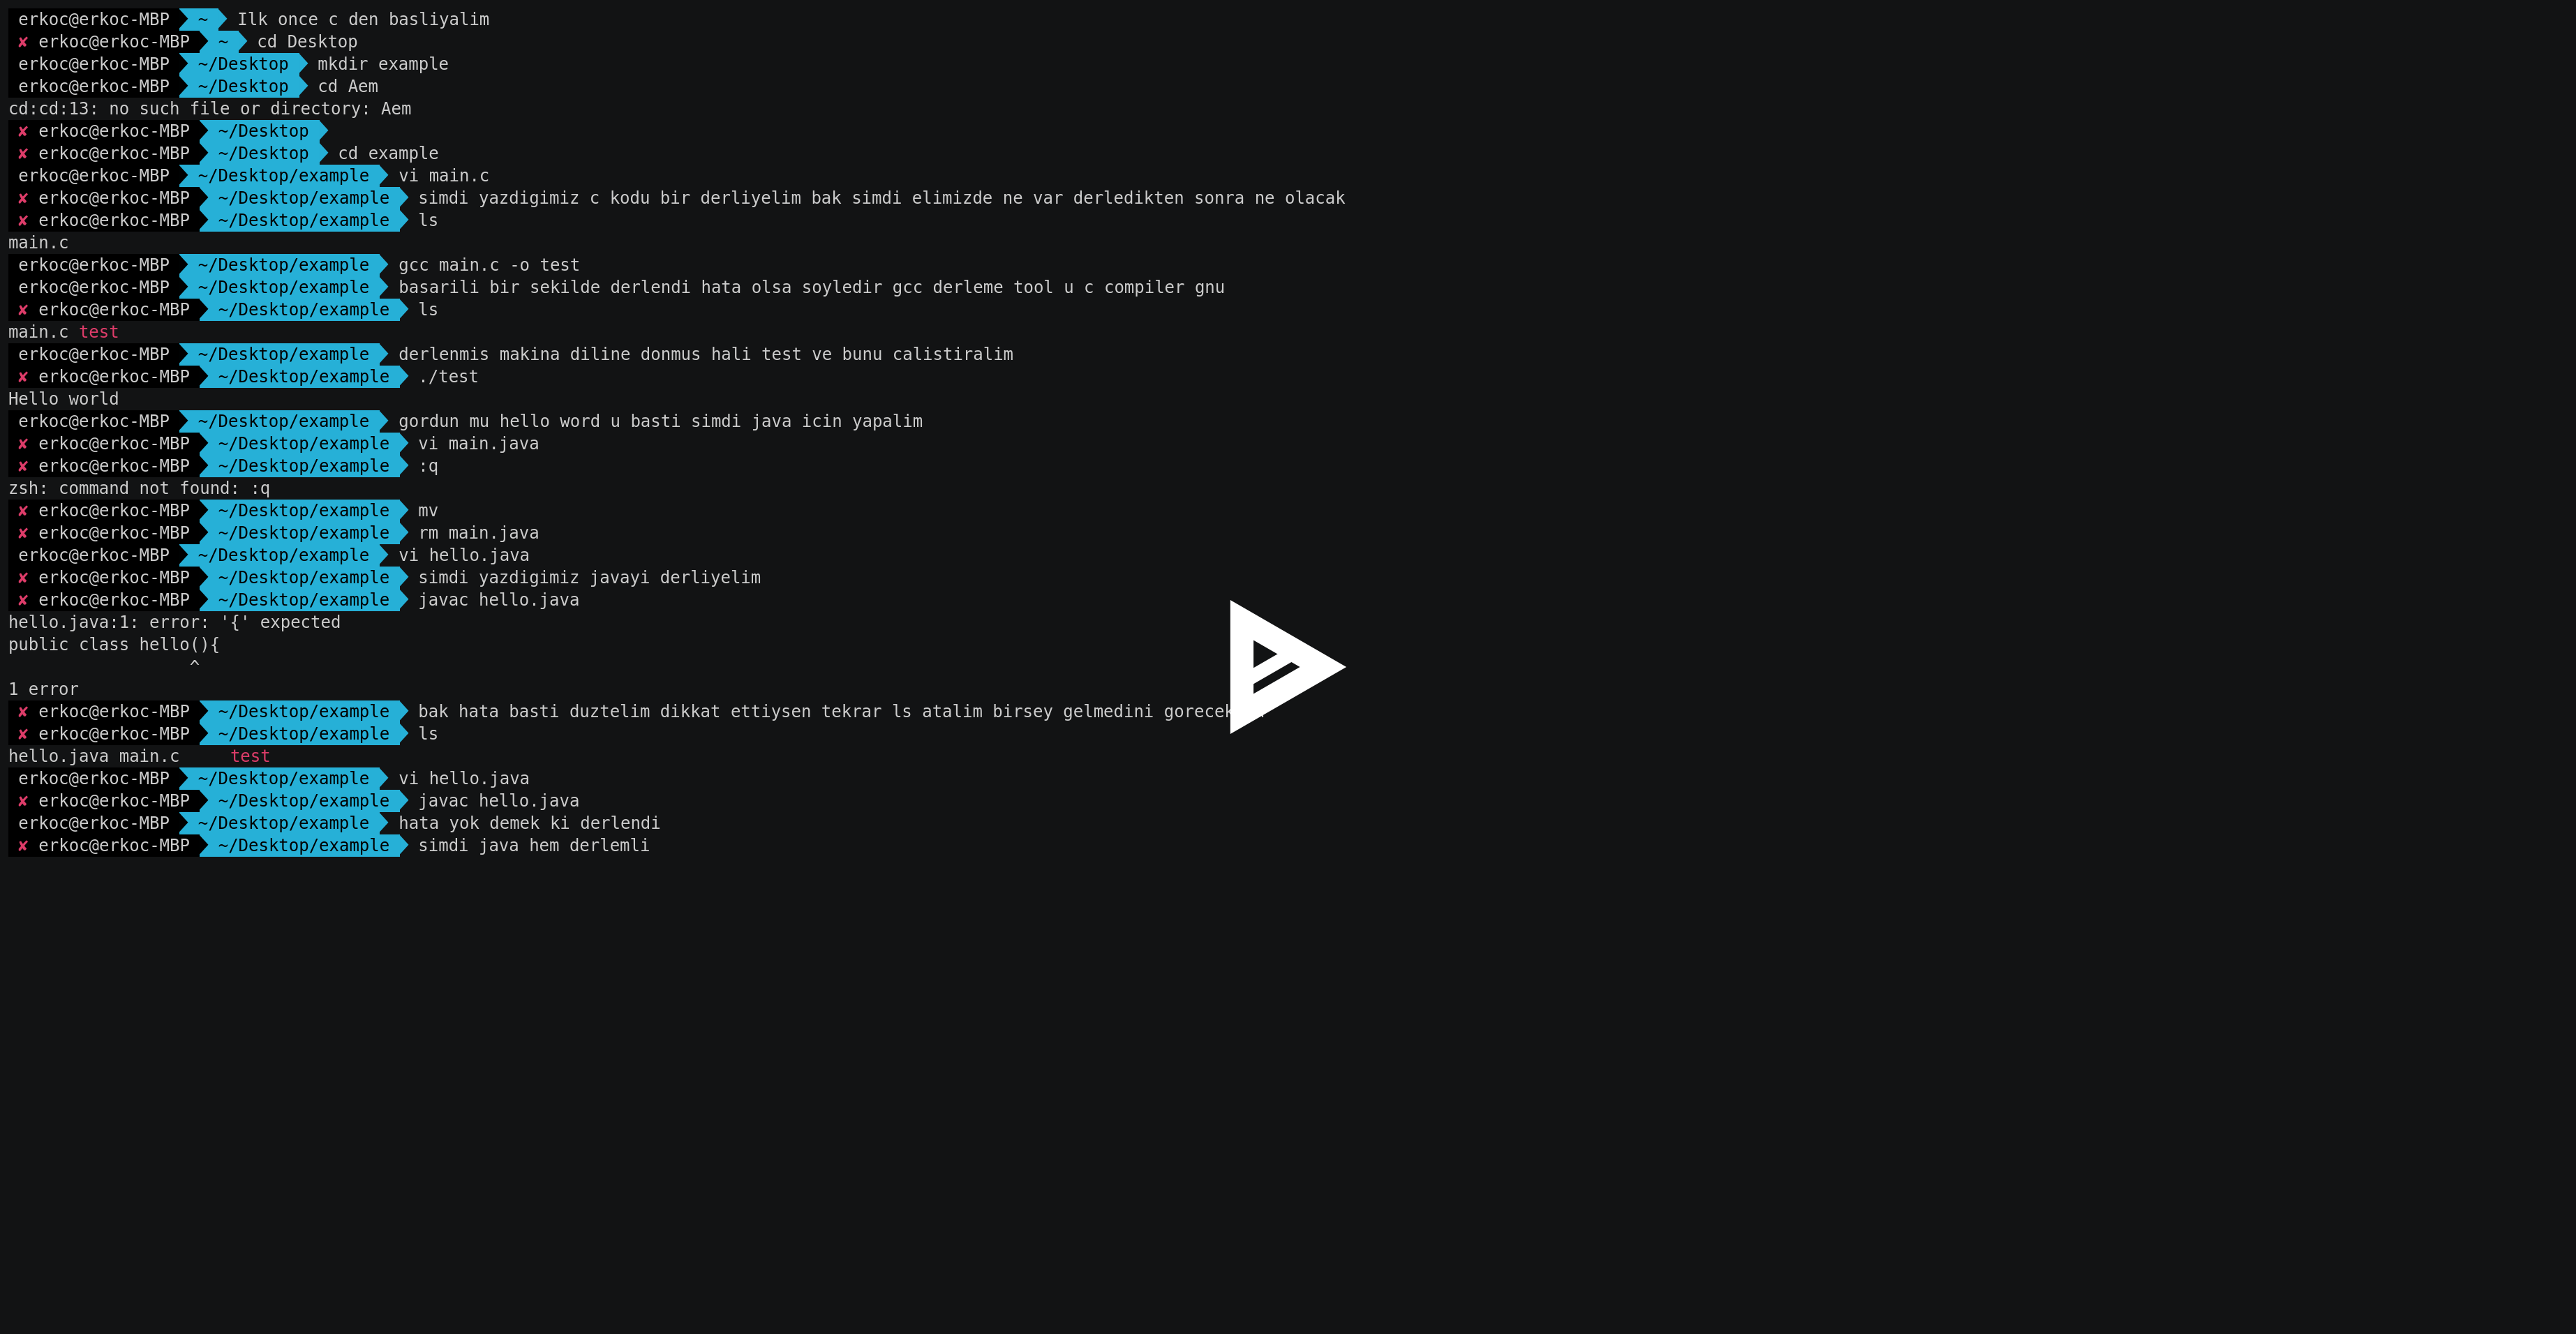 erkoc@erkoc-MBP ~ Ilk once c den basliyalim
✘ erkoc@erkoc-MBP ~ cd Desktop
erkoc@erkoc-MBP ~/Desktop mkdir example
erkoc@erkoc-MBP ~/Desktop cd Aem
cd:cd:13: no such file or directory: Aem
✘ erkoc@erkoc-MBP ~/Desktop
✘ erkoc@erkoc-MBP ~/Desktop cd example
erkoc@erkoc-MBP ~/Desktop/example vi main.c
✘ erkoc@erkoc-MBP ~/Desktop/example simdi yazdigimiz c kodu bir derliyelim bak simdi elimizde ne var derledikten sonra ne olacak
✘ erkoc@erkoc-MBP ~/Desktop/example ls
main.c
erkoc@erkoc-MBP ~/Desktop/example gcc main.c -o test
erkoc@erkoc-MBP ~/Desktop/example basarili bir sekilde derlendi hata olsa soyledir gcc derleme tool u c compiler gnu
✘ erkoc@erkoc-MBP ~/Desktop/example ls
main.c test
erkoc@erkoc-MBP ~/Desktop/example derlenmis makina diline donmus hali test ve bunu calistiralim
✘ erkoc@erkoc-MBP ~/Desktop/example ./test
Hello world
erkoc@erkoc-MBP ~/Desktop/example gordun mu hello word u basti simdi java icin yapalim
✘ erkoc@erkoc-MBP ~/Desktop/example vi main.java
✘ erkoc@erkoc-MBP ~/Desktop/example :q
zsh: command not found: :q
✘ erkoc@erkoc-MBP ~/Desktop/example mv
✘ erkoc@erkoc-MBP ~/Desktop/example rm main.java
erkoc@erkoc-MBP ~/Desktop/example vi hello.java
✘ erkoc@erkoc-MBP ~/Desktop/example simdi yazdigimiz javayi derliyelim
✘ erkoc@erkoc-MBP ~/Desktop/example javac hello.java
hello.java:1: error: '{' expected
public class hello(){
^
1 error
✘ erkoc@erkoc-MBP ~/Desktop/example bak hata basti duztelim dikkat ettiysen tekrar ls atalim birsey gelmedini
✘ erkoc@erkoc-MBP ~/Desktop/example ls
hello.java main.c test
erkoc@erkoc-MBP ~/Desktop/example vi hello.java
✘ erkoc@erkoc-MBP ~/Desktop/example javac hello.java
erkoc@erkoc-MBP ~/Desktop/example hata yok demek ki derlendi
✘ erkoc@erkoc-MBP ~/Desktop/example simdi java hem derlemli